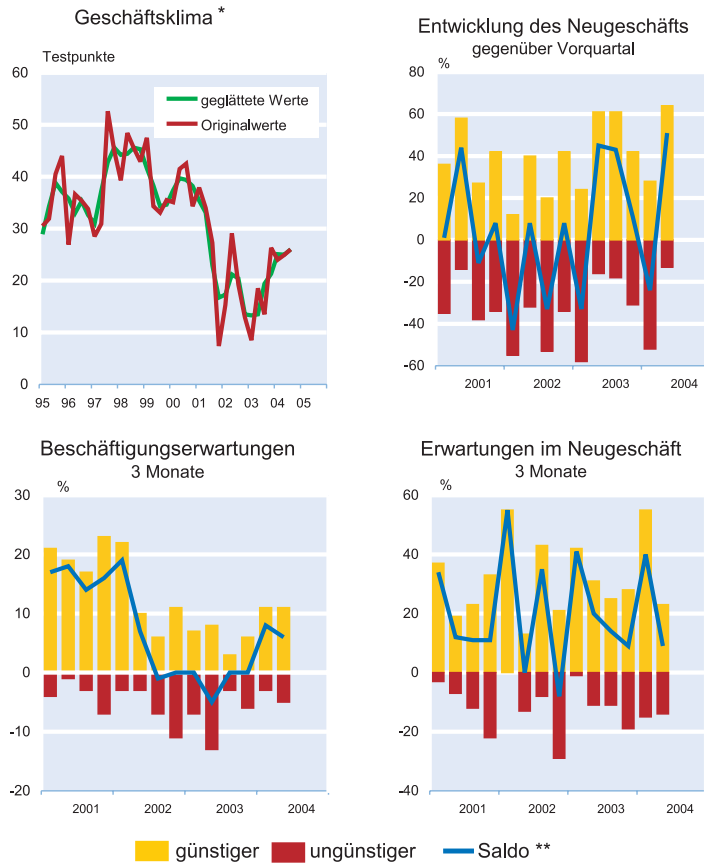 Geschäftsklima *
Testpunkte
60
50
40
30
20
10
0
geglättete Werte
Originalwerte
95 96 97 98 99 00 01 02 03 04 05
Entwicklung des Neugeschäfts
gegenüber Vorquartal
%
80
60
40
20
0
-20
-40
-60
2001 2002 2003 2004
Beschäftigungserwartungen
3 Monate
%
30
20
10
0
-10
-20
2001 2002 2003 2004
Erwartungen im Neugeschäft
3 Monate
%
60
40
20
0
-20
-40
2001 2002 2003 2004
günstiger ungünstiger Saldo **